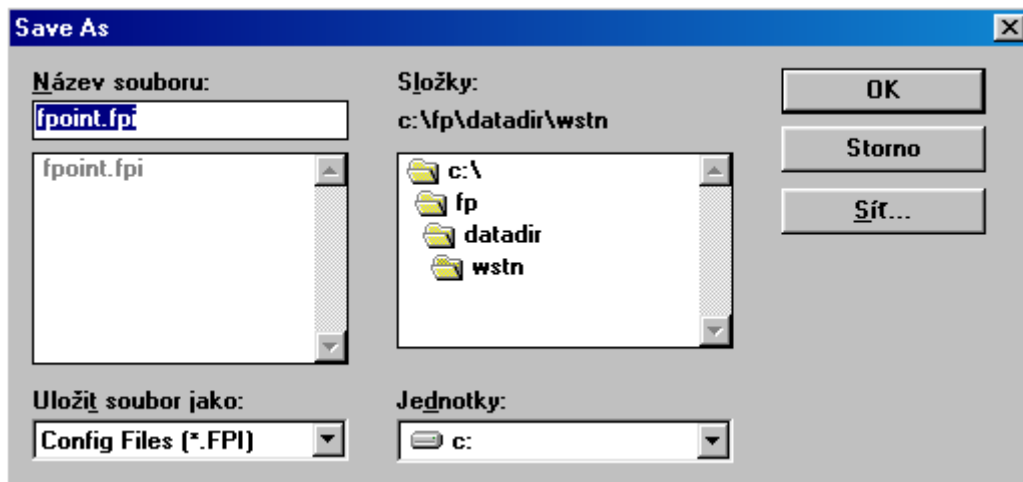 Save As
Název souboru:
fpoint.fpi
fpoint.fpi
Uložit soubor jako:
Config Files (*.FPI)
Složky:
c:\fp\datadir\wstn
c:\
fp
datadir
wstn
Jednotky:
c:
OK
Storno
Síť...